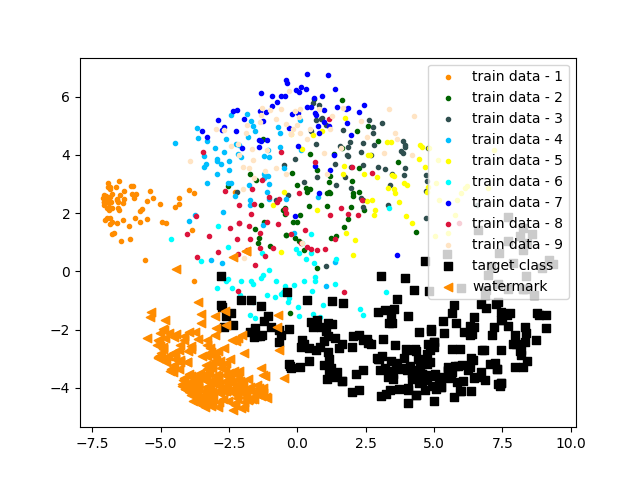 train data - 1
train data - 2
train data - 3
train data - 4
train data - 5
train data - 6
train data - 7
train data - 8
train data - 9
target class
watermark
6
4
2
0
−2
−4
−7.5 −5.0 −2.5 0.0 2.5 5.0 7.5 10.0